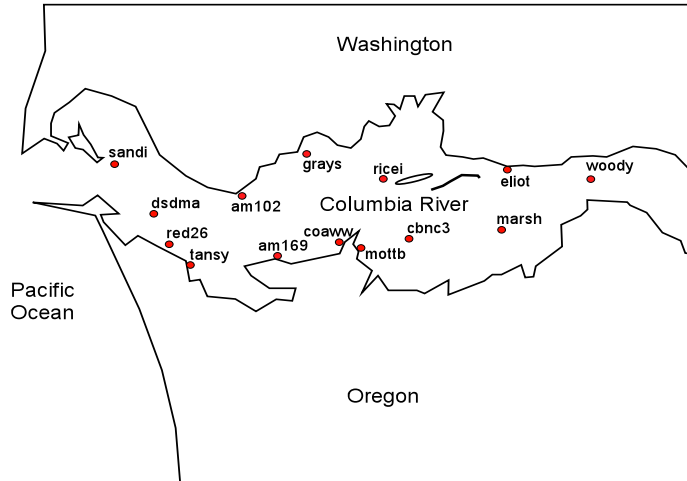 Washington
sandi
grays
ricei
eliot
woody
dsdma
am102
Columbia River
marsh
red26
coaww
cbnc3
tansy
am169
mottb
Pacific
Ocean
Oregon